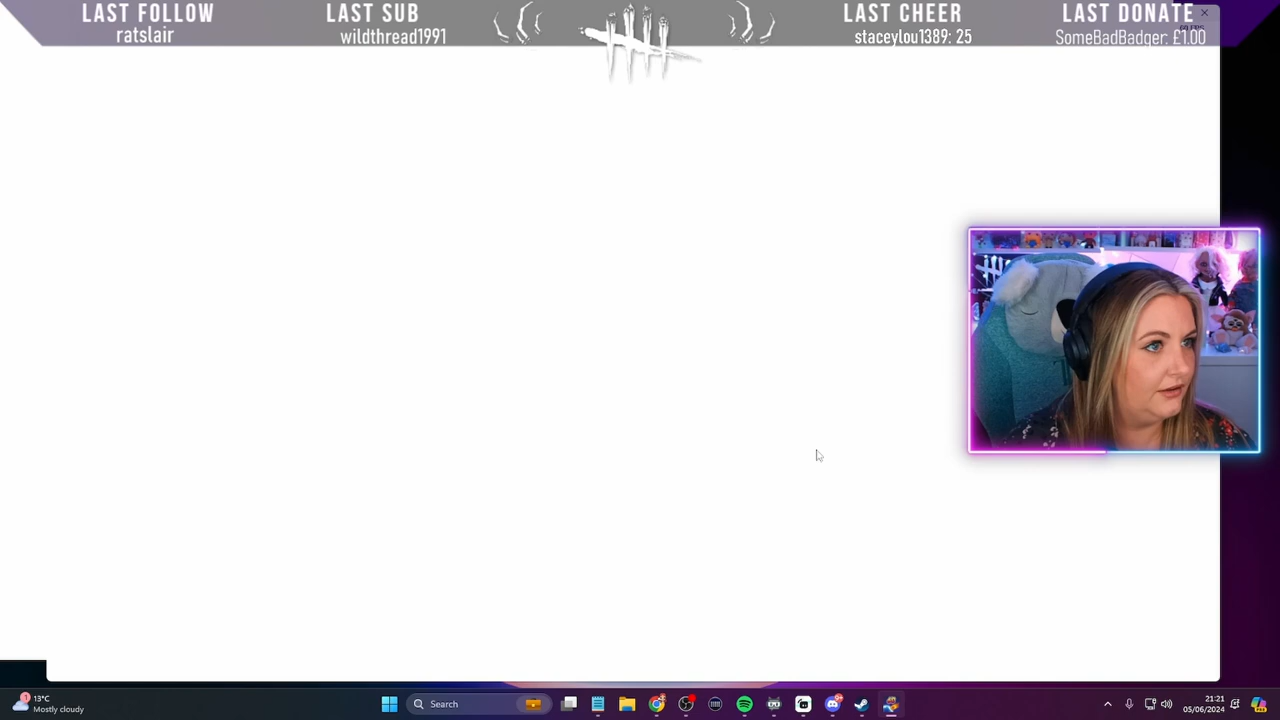 LAST FOLLOW
ratslair
LAST SUB
wildthread1991
LAST CHEER
staceylou1389: 25
LAST DONATE
SomeBadBadger: £1.00
13°C
Mostly cloudy
Search
21:21
05/06/2024